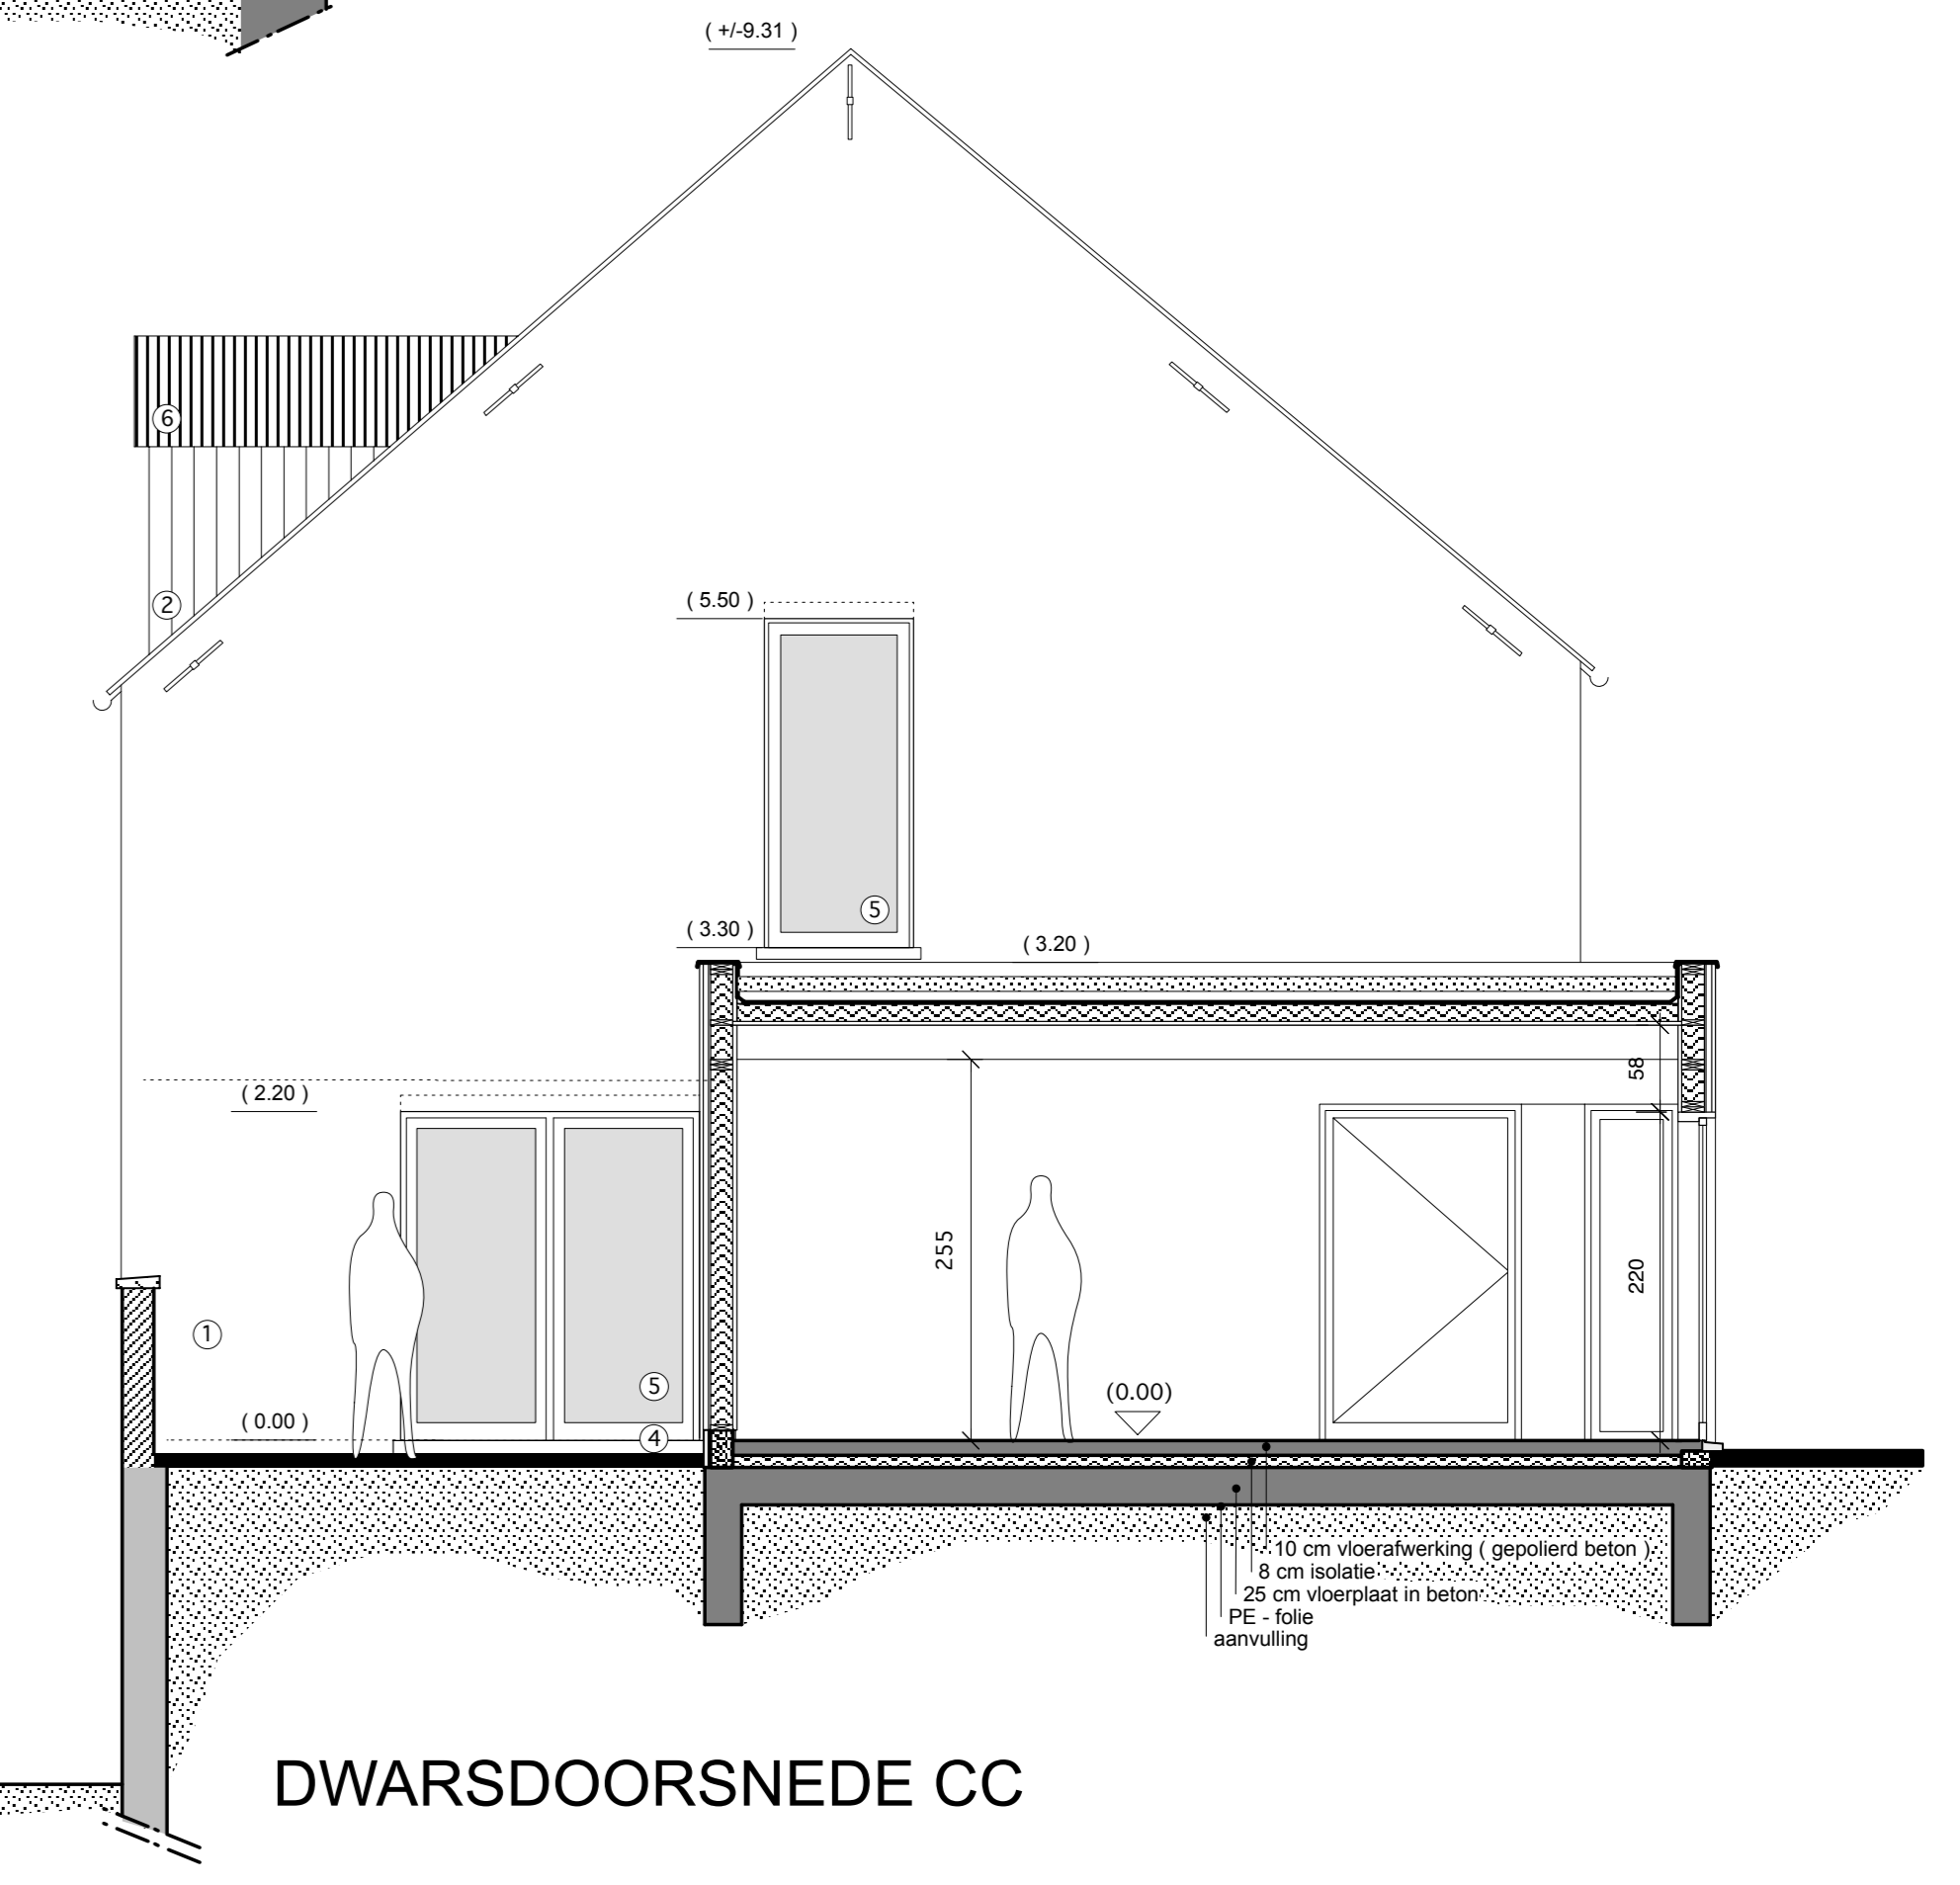 ( +/-9.31 )
6
2
( 5.50 )
5
( 3.30 )
( 3.20 )
58
( 2.20 )
255
220
1
5
(0.00)
( 0.00 )
4
10 cm vloerafwerking ( gepolierd beton )
8 cm isolatie
25 cm vloerplaat in beton
PE - folie
aanvulling
DWARSDOORSNEDE CC